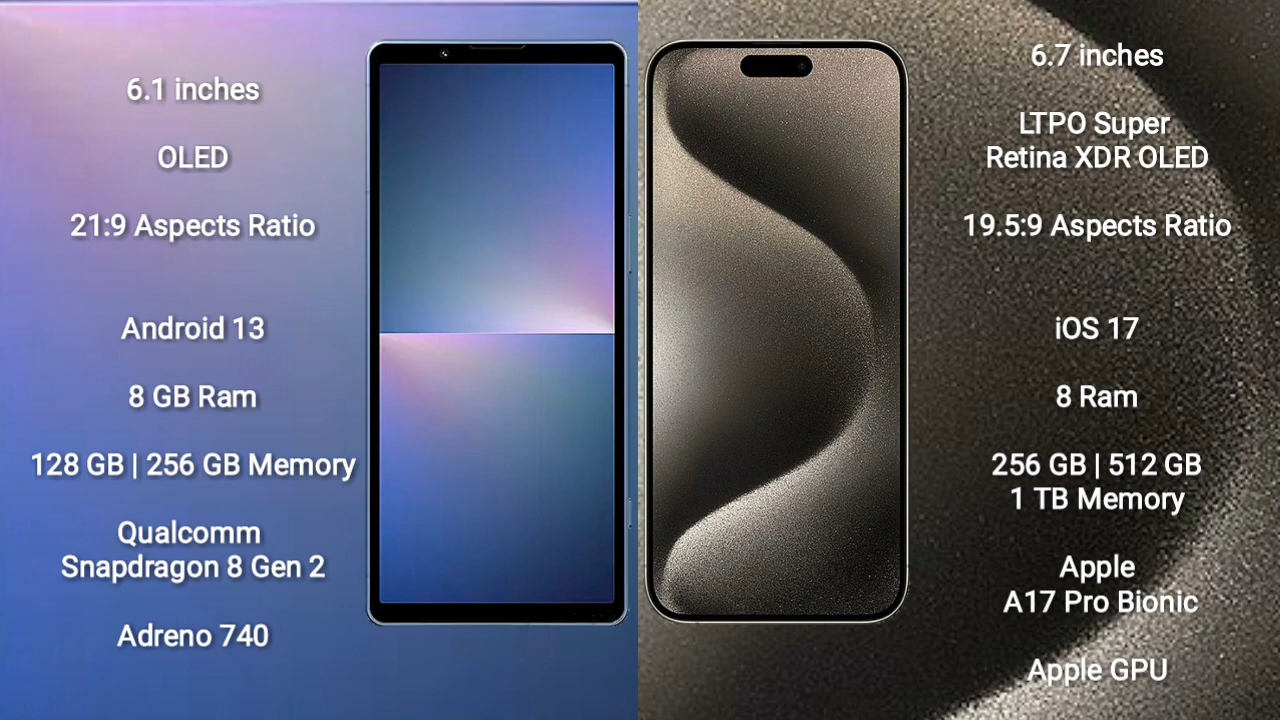 6.1 inches
OLED
21:9 Aspects Ratio
Android 13
8 GB Ram
128 GB | 256 GB Memory
Qualcomm
Snapdragon 8 Gen 2
Adreno 740
6.7 inches
LTPO Super
Retina XDR OLED
19.5:9 Aspects Ratio
iOS 17
8 Ram
256 GB | 512 GB
1 TB Memory
Apple
A17 Pro Bionic
Apple GPU